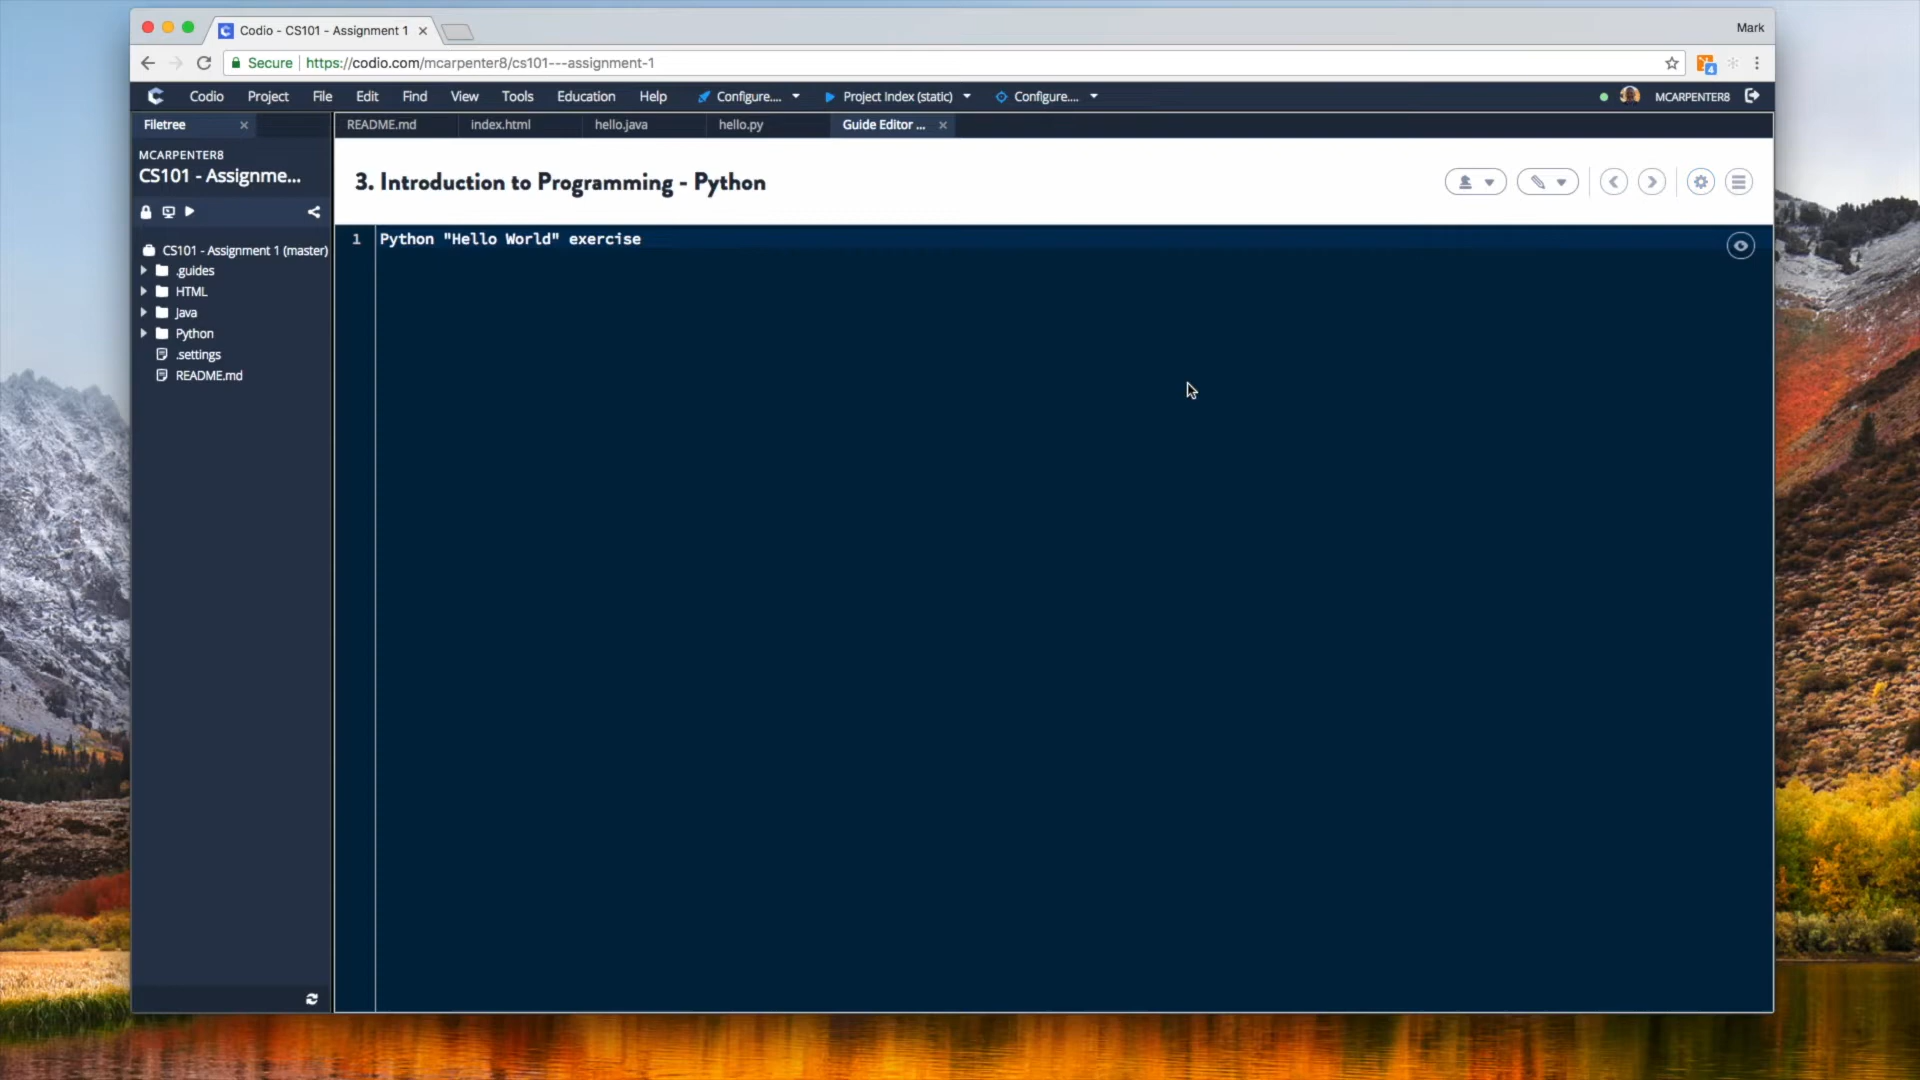 Codio - CS101 - Assignment 1
Mark
Secure https://codio.com/mcarpenter8/cs101---assignment-1
4
Codio Project File Edit Find View Tools Education Help Configure.... Project Index (static) Configure.... MCARPENTER8
Filetree README.md index.html hello.java hello.py Guide Editor ...
MCARPENTER8
CS101 - Assignme...
3. Introduction to Programming - Python
1 Python "Hello World" exercise
CS101 - Assignment 1 (master)
.guides
HTML
Java
Python
.settings
README.md